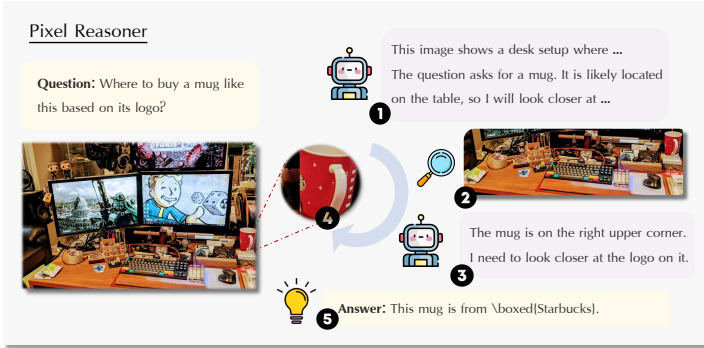 Pixel Reasoner
Question: Where to buy a mug like
this based on its logo?
This image shows a desk setup where ...
The question asks for a mug. It is likely located
on the table, so I will look closer at ...
1
2
4
The mug is on the right upper corner.
I need to look closer at the logo on it.
3
5
Answer: This mug is from \boxed{Starbucks}.